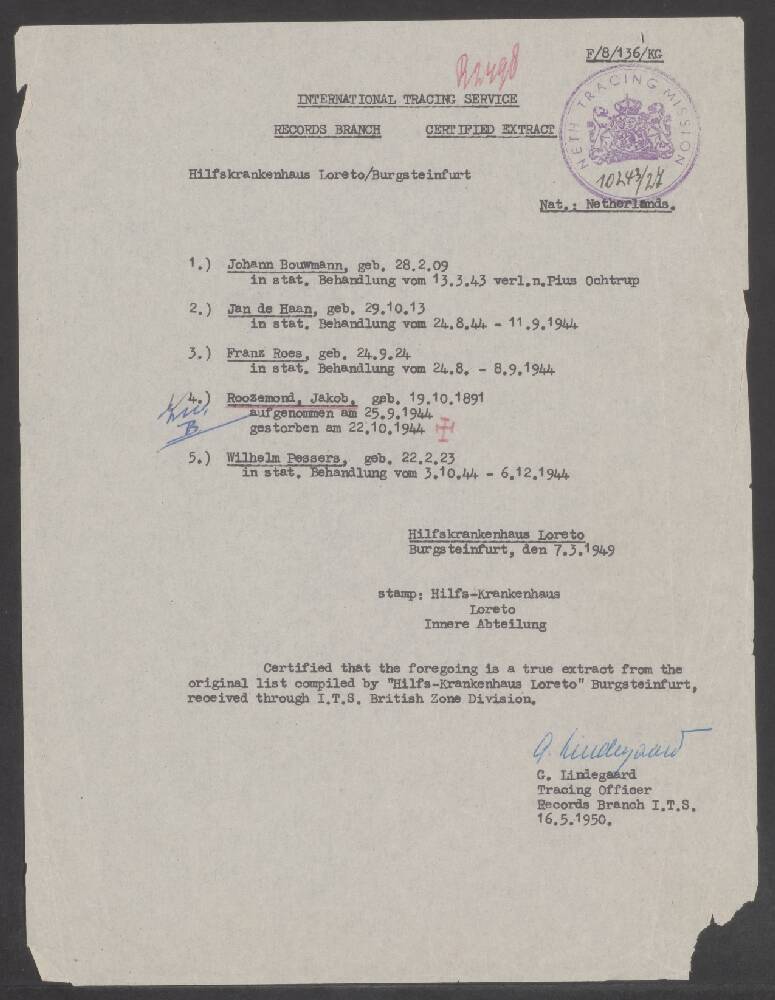 F/8/136/KG
R2498
INTERNATIONAL TRACING SERVICE
RECORDS BRANCH CERTIFIED EXTRACT
NETH TRACING MISSION
10243/27
Hilfskrankenhaus Loreto/Burgsteinfurt
Nat.: Netherlands.
1.) Johann Bouwmann, geb. 28.2.09
in stat. Behandlung vom 13.3.43 verl.n.Pius Ochtrup
2.) Jan de Haan, geb. 29.10.13
in stat. Behandlung vom 24.8.44 - 11.9.1944
3.) Franz Roes, geb. 24.9.24
in stat. Behandlung vom 24.8. - 8.9.1944
4.) Roozemond, Jakob, geb. 19.10.1891
aufgenommen am 25.9.1944
gestorben am 22.10.1944
B
5.) Wilhelm Pessers, geb. 22.2.23
in stat. Behandlung vom 3.10.44 - 6.12.1944
Hilfskrankenhaus Loreto
Burgsteinfurt, den 7.3.1949
stamp: Hilfs-Krankenhaus
Loreto
Innere Abteilung
Certified that the foregoing is a true extract from the
original list compiled by "Hilfs-Krankenhaus Loreto" Burgsteinfurt,
received through I.T.S. British Zone Division.
G. Lindegaard
G. Lindegaard
Tracing Officer
Records Branch I.T.S.
16.5.1950.